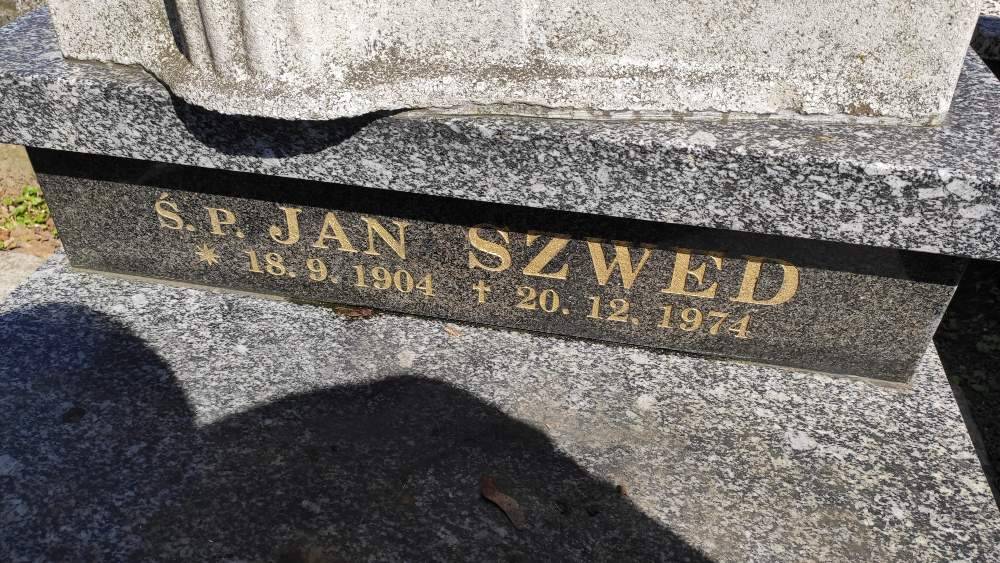 Ś.P. JAN SZWED
* 18. 9. 1904 ✝ 20. 12. 1974